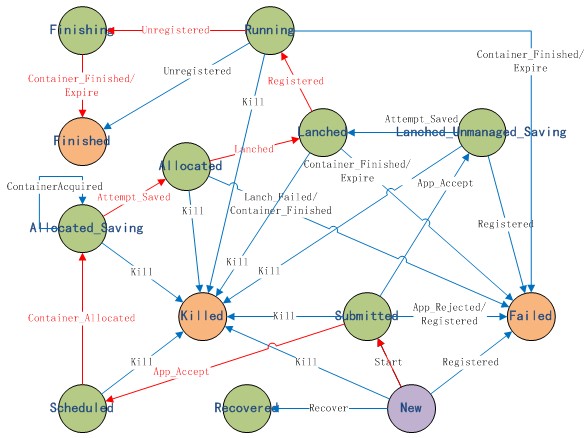 Finishing
Unregistered
Running
Container_Finished/
Expire
Container_Finished/
Expire
Unregistered
Registered
Kill
Finished
Lanched
Attempt_Saved
Lanched_Unmanaged_Saving
Lanched
Allocated
Container_Finished/
Expire
ContainerAcquired
Attempt_Saved
App_Accept
Lanch_Failed/
Container_Finished
Kill
Allocated_Saving
Registered
Kill
Kill
Kill
Container_Allocated
Killed
Kill
Submitted
App_Rejected/
Registered
Failed
Kill
App_Accept
Kill
Start
Registered
Scheduled
Recovered
Recover
New